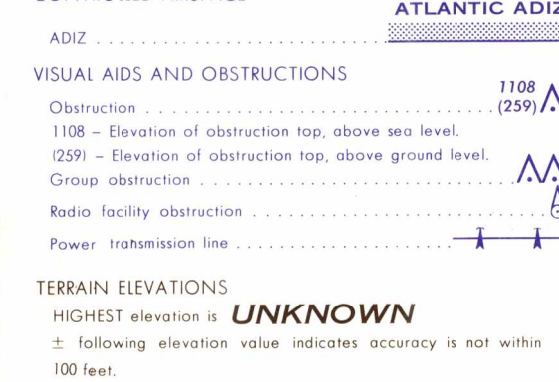 ATLANTIC ADIZ
ADIZ
VISUAL AIDS AND OBSTRUCTIONS
1108
Obstruction (259)
1108 – Elevation of obstruction top, above sea level.
(259) – Elevation of obstruction top, above ground level.
Group obstruction
Radio facility obstruction
Power transmission line
TERRAIN ELEVATIONS
HIGHEST elevation is UNKNOWN
± following elevation value indicates accuracy is not within
100 feet.